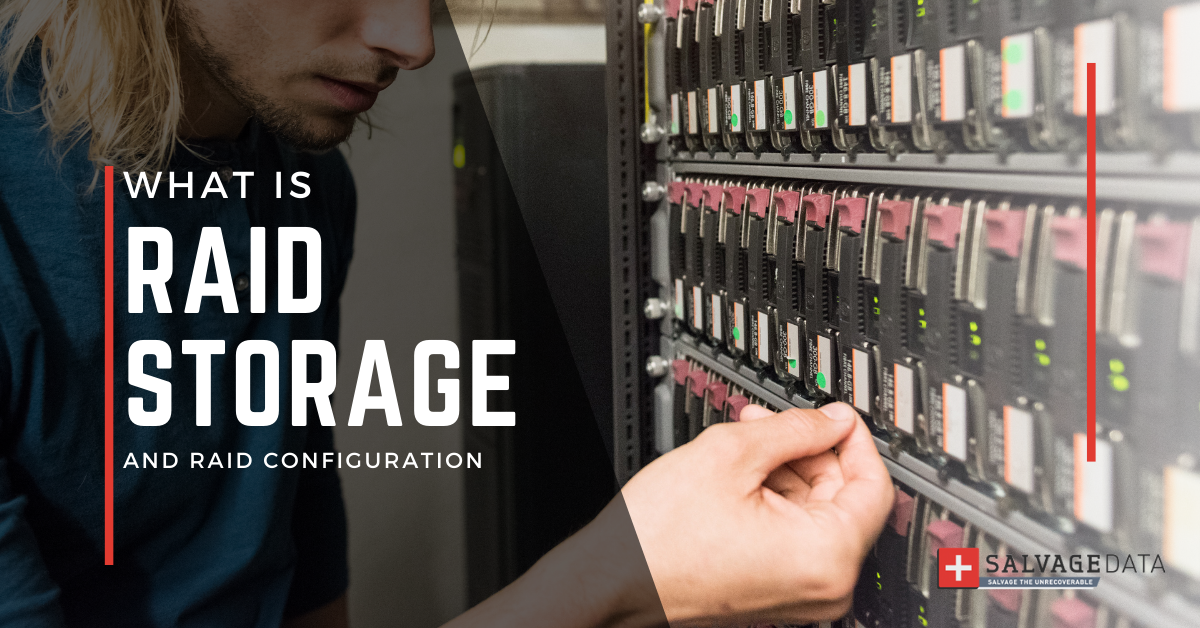 WHAT IS
RAID
STORAGE
AND RAID CONFIGURATION
SALVAGEDATA
SALVAGE THE UNRECOVERABLE